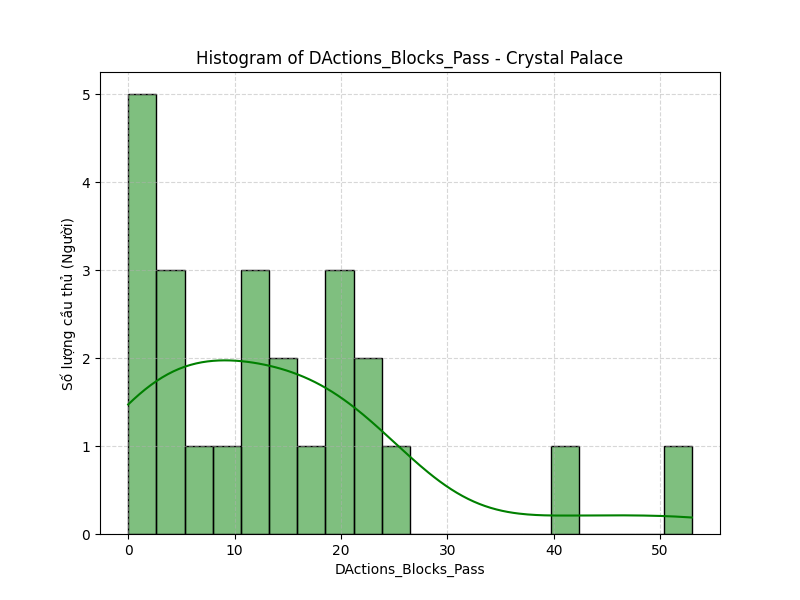 Histogram of DActions_Blocks_Pass - Crystal Palace
Số lượng cầu thủ (Người)
5
4
3
2
1
0
0 10 20 30 40 50
DActions_Blocks_Pass